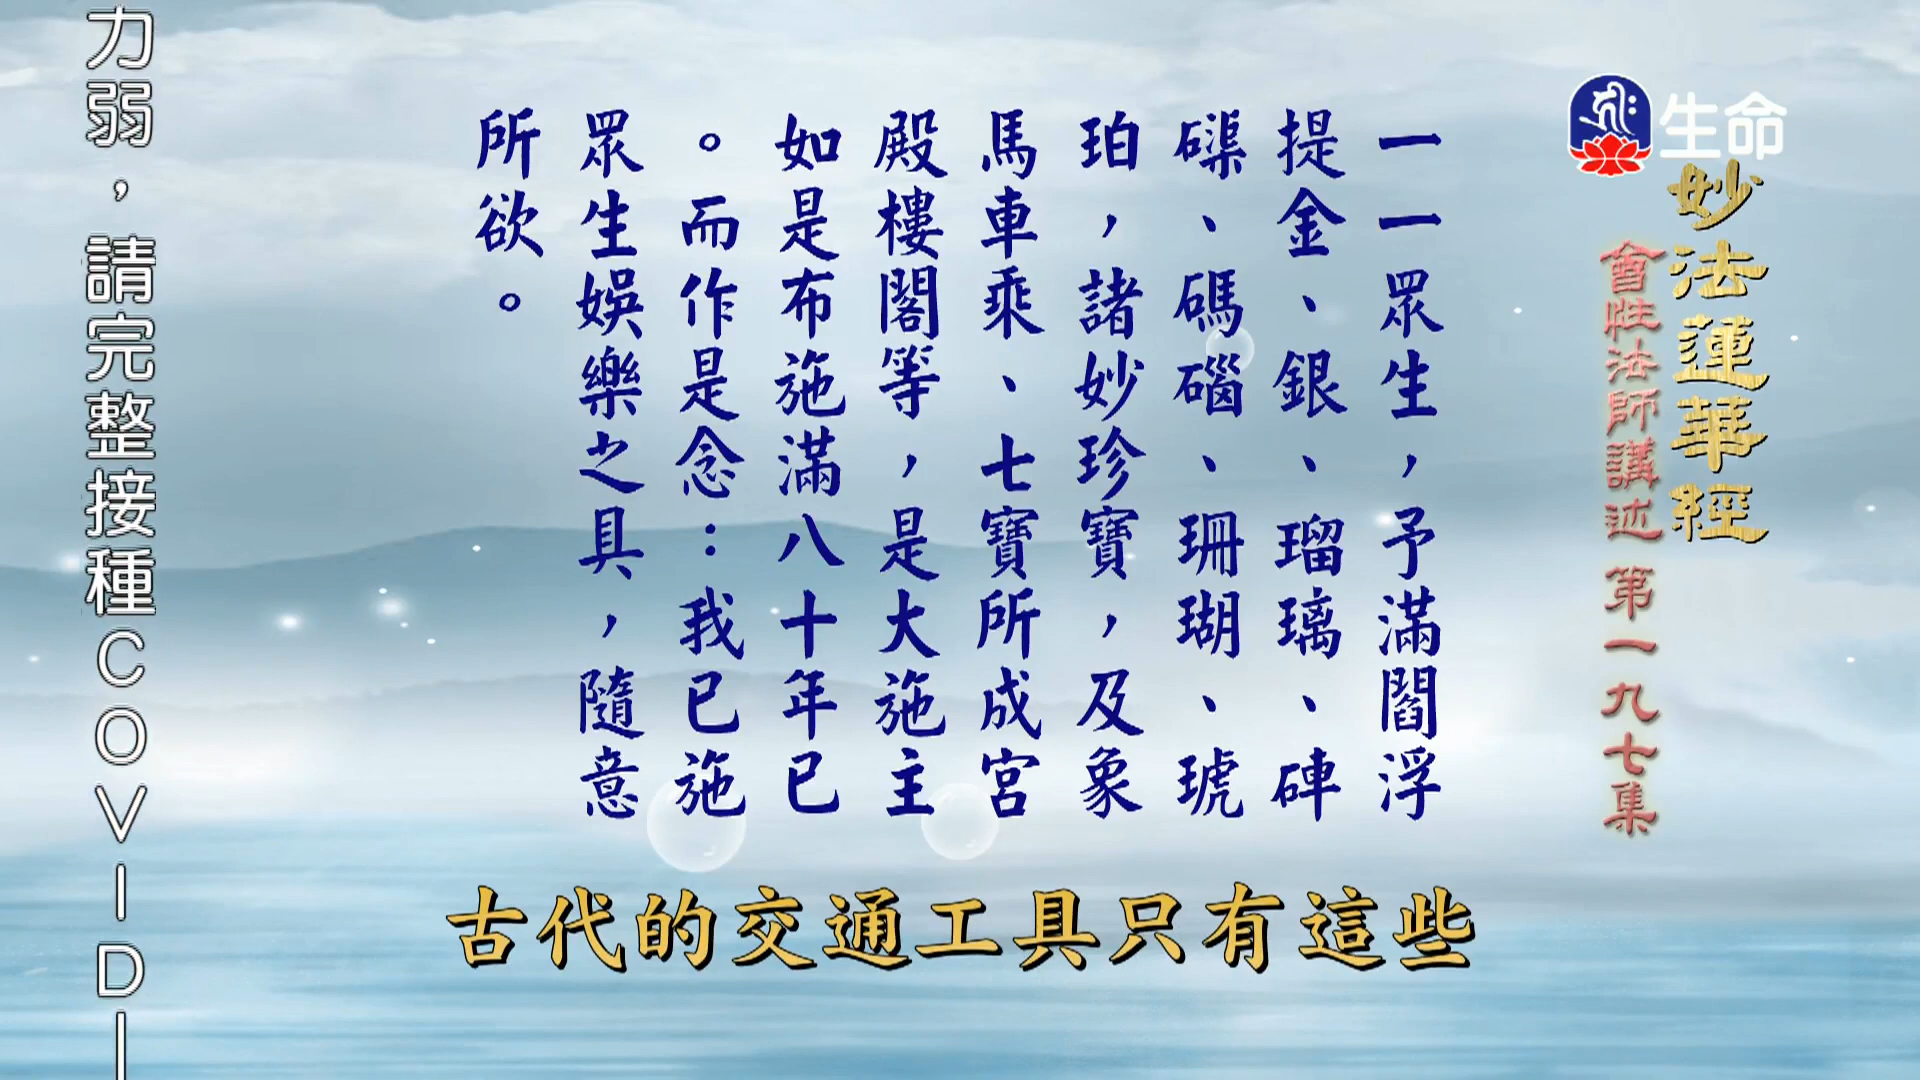 生命
妙法蓮華經
會性法師講述 第一九七集
一一眾生，予滿閻浮
提金、銀、瑠璃、硨
磲、碼碯、珊瑚、琥
珀，諸妙珍寶，及象
馬車乘、七寶所成宮
殿樓閣等，是大施主
如是布施滿八十年已
。而作是念：我已施
眾生娛樂之具，隨意
所欲。
力弱，請完整接種COVID
古代的交通工具只有這些